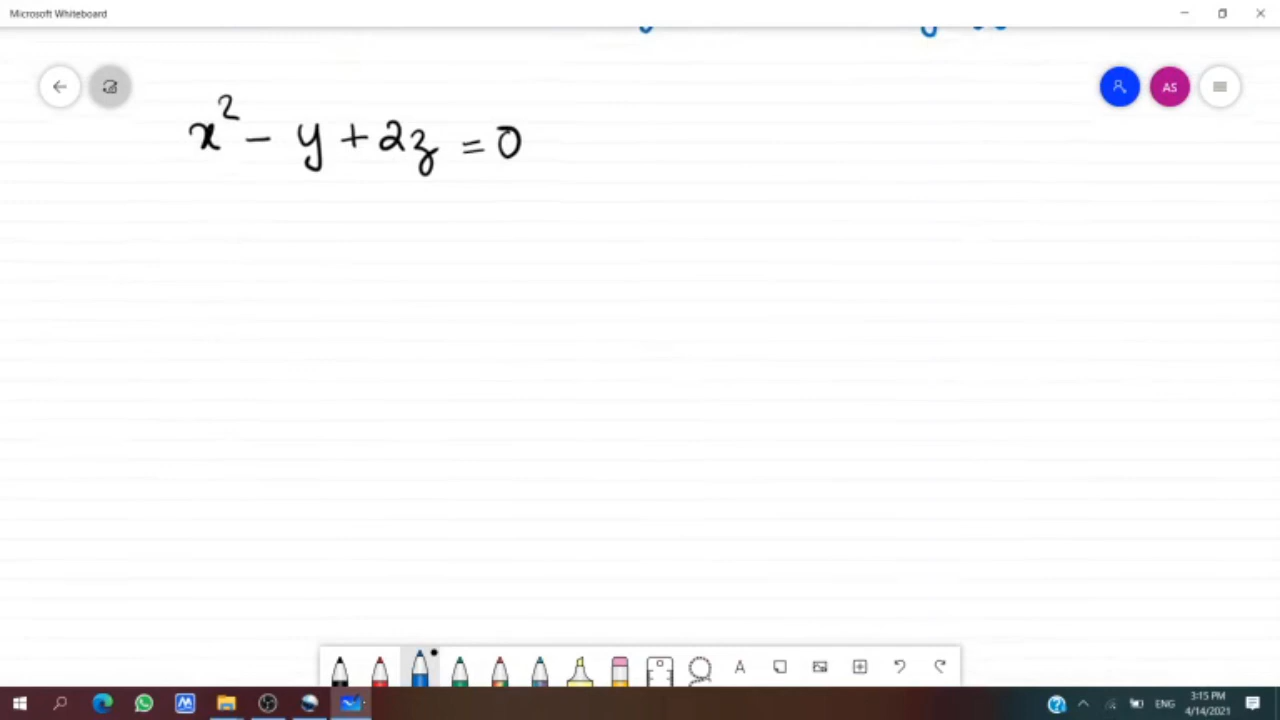 Microsoft Whiteboard
AS
x² - y + 2z = 0
A
ENG
3:15 PM
4/14/2021